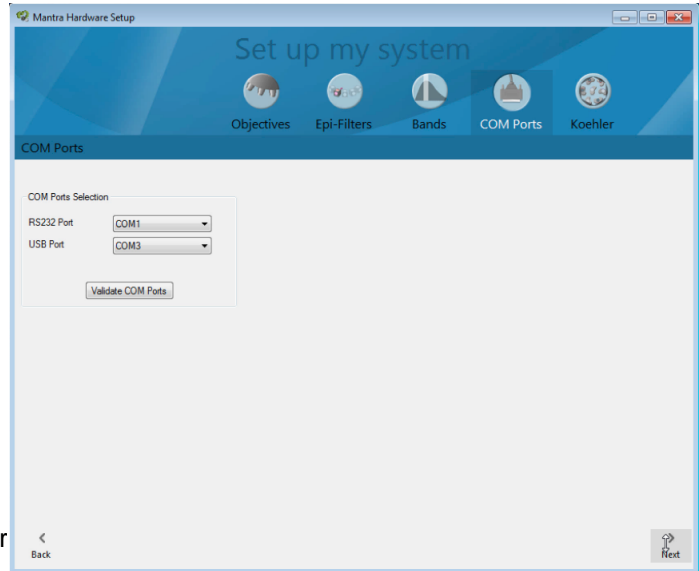 Mantra Hardware Setup
Set up my system
Objectives Epi-Filters Bands COM Ports Koehler
COM Ports
COM Ports Selection
RS232 Port COM1
USB Port COM3
Validate COM Ports
r
Back Next